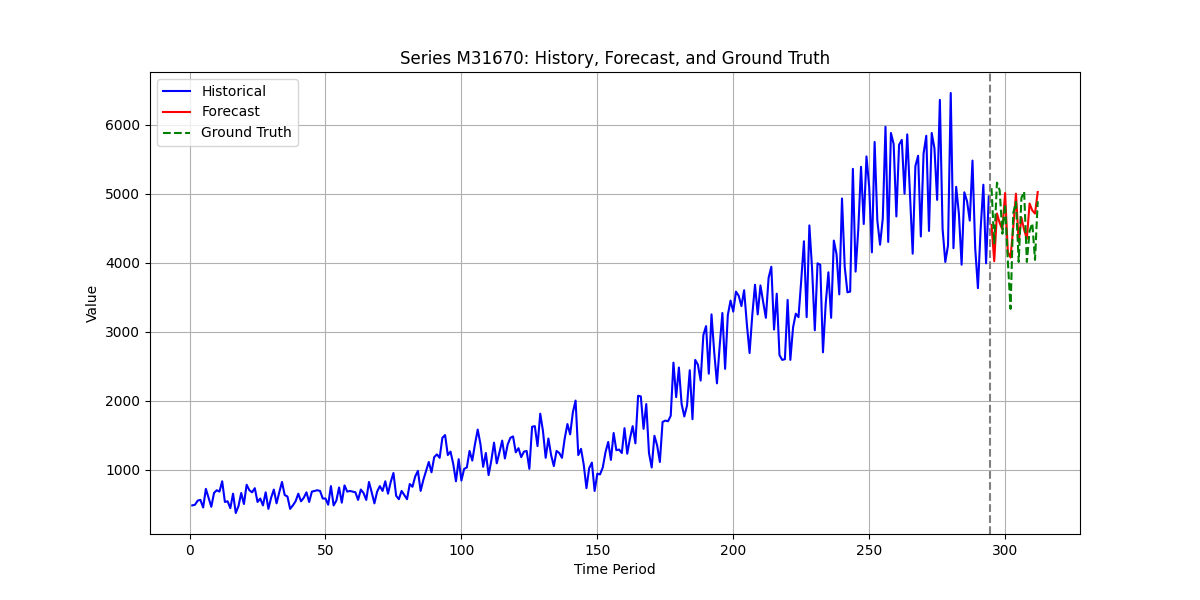 Series M31670: History, Forecast, and Ground Truth
Historical
Forecast
Ground Truth
Value
6000
5000
4000
3000
2000
1000
0 50 100 150 200 250 300
Time Period